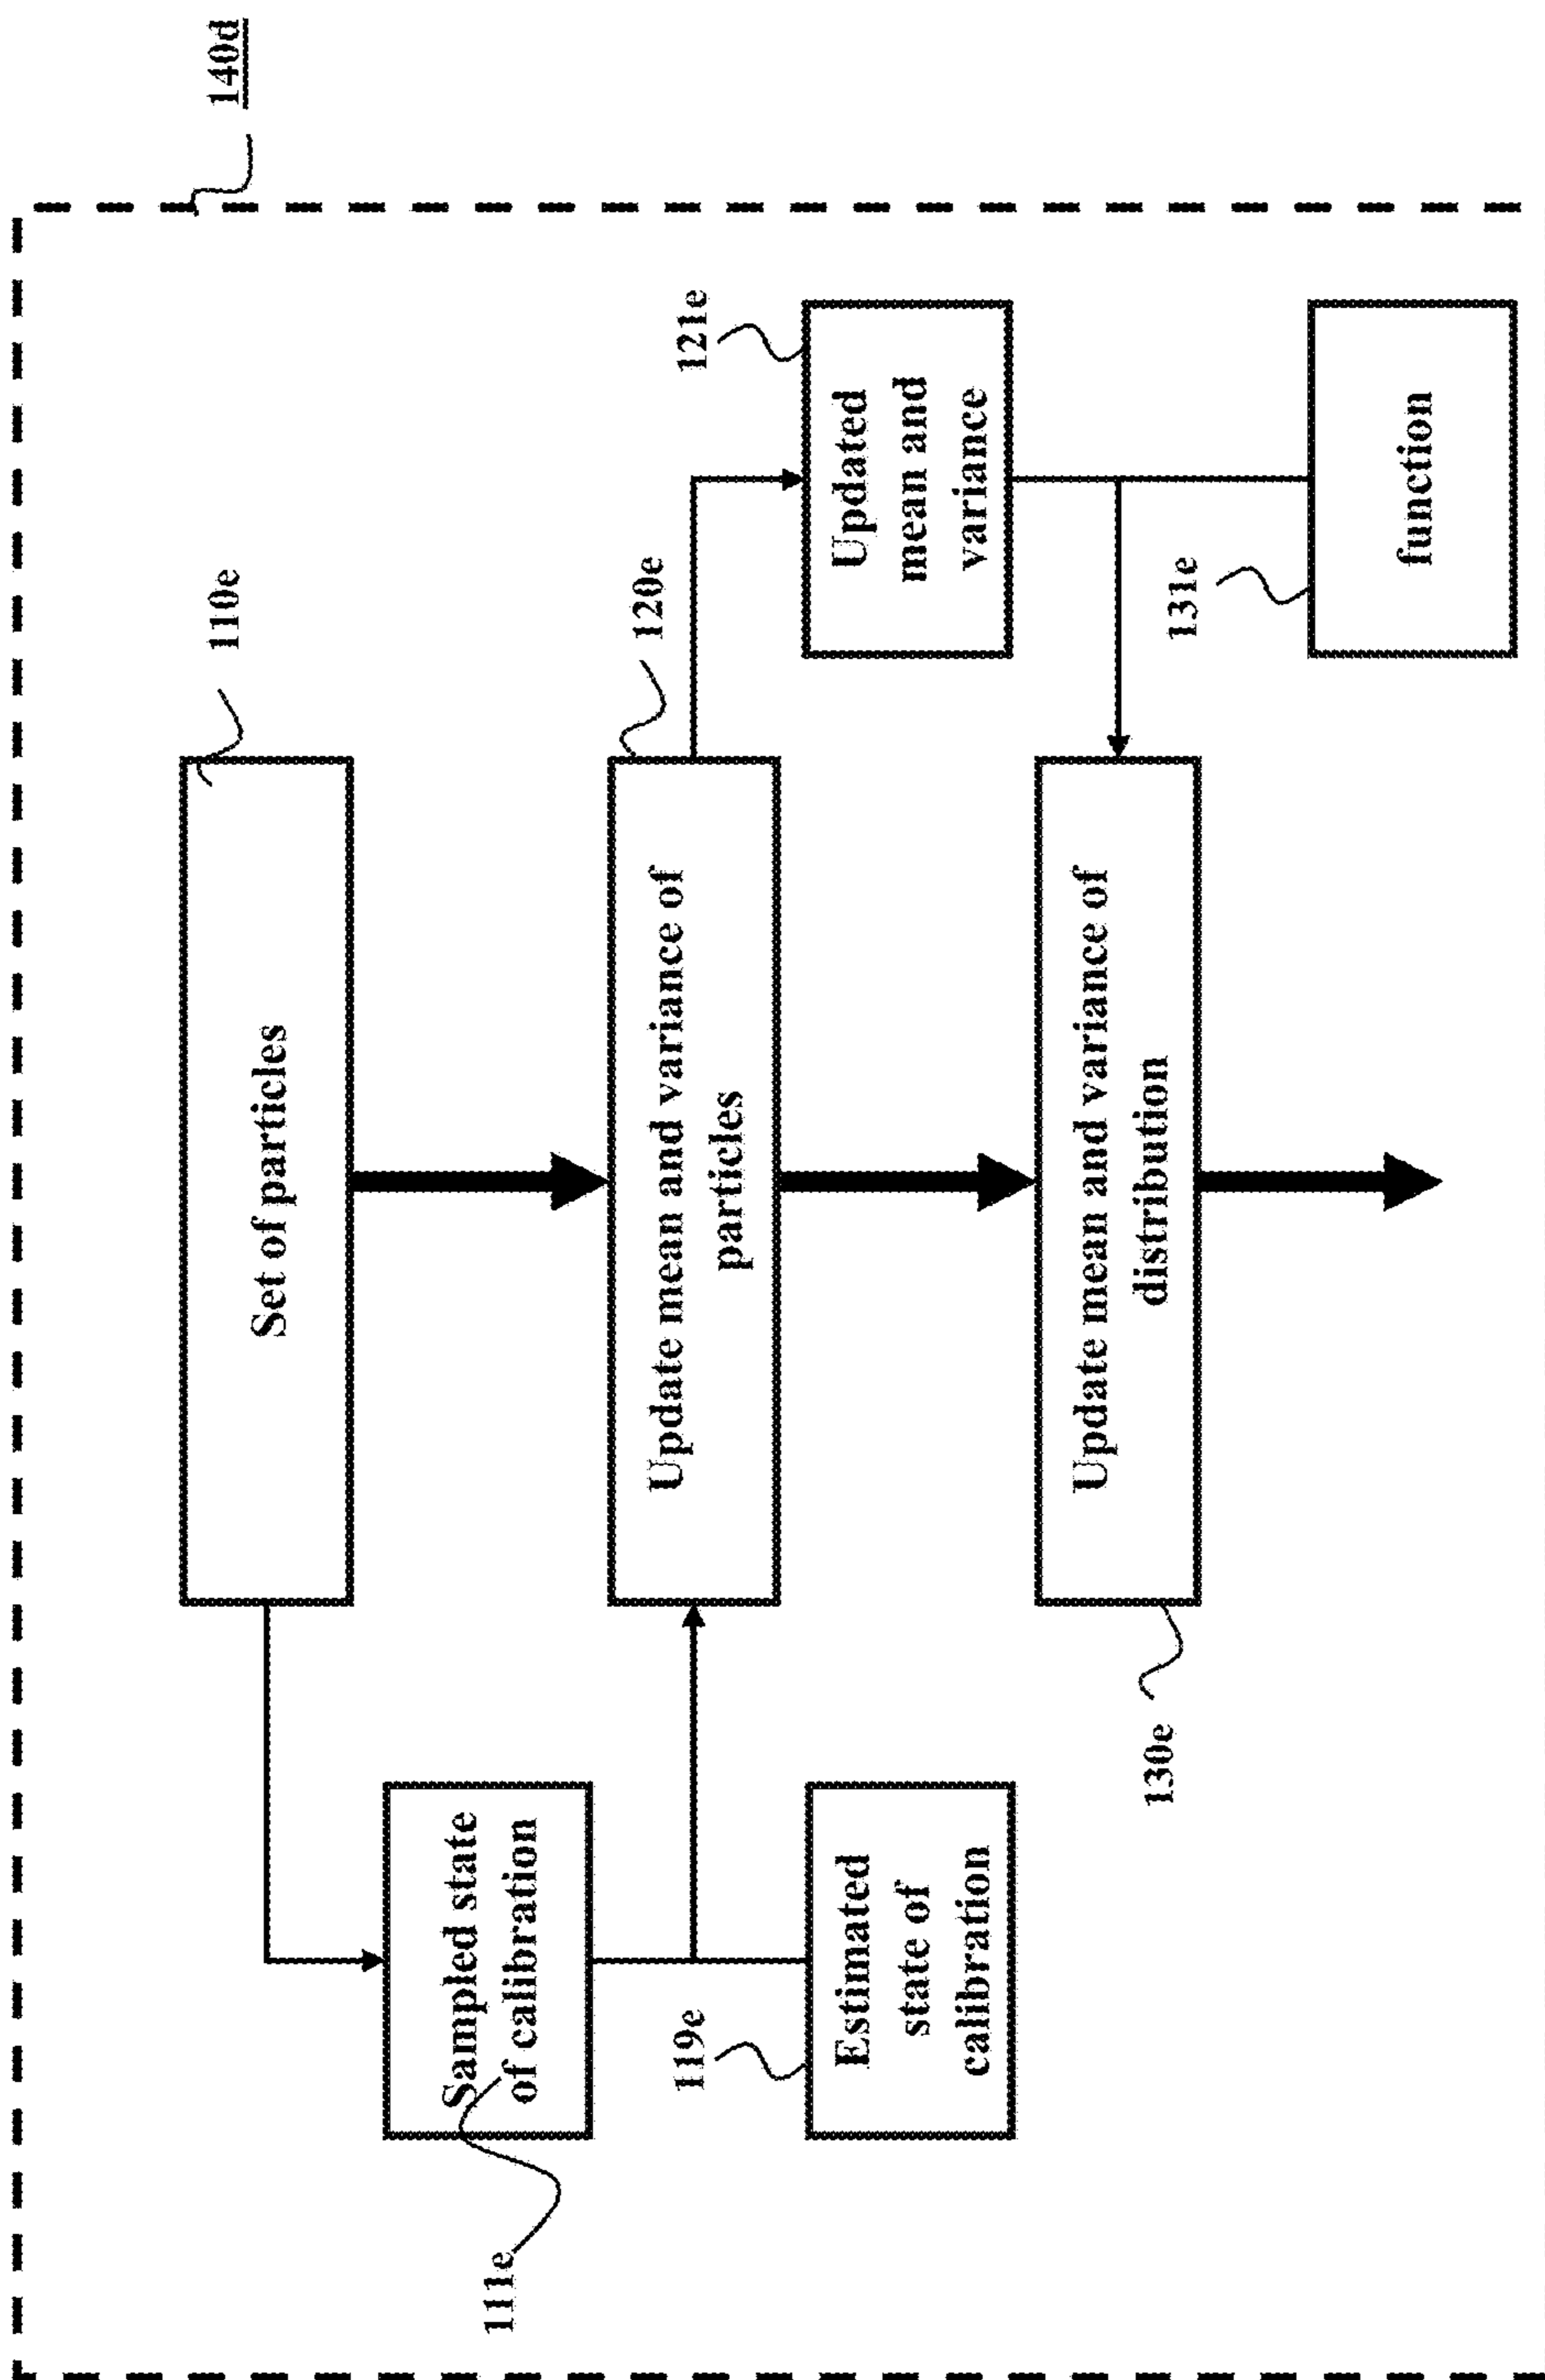 140d
110e
Set of particles
111e
Sampled state
of calibration
120e
Update mean and variance of
particles
119e
Estimated
state of
calibration
121e
Updated
mean and
variance
130e
Update mean and variance of
distribution
131e
function